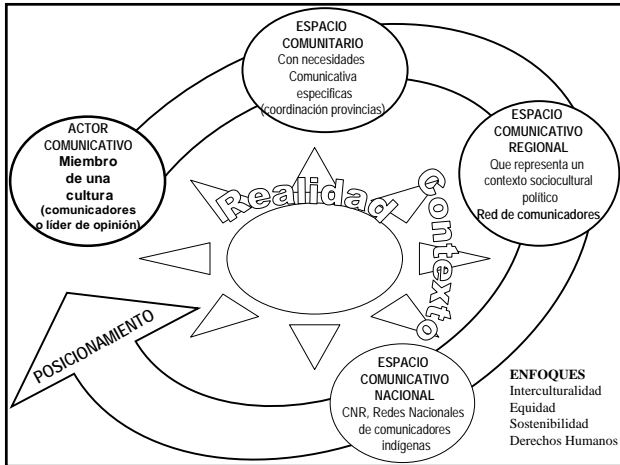 ESPACIO
COMUNITARIO
Con necesidades
Comunicativa
especificas
(coordinación provincias)
ACTOR
COMUNICATIVO
Miembro
de una
cultura
(comunicadores
o líder de opinión)
ESPACIO
COMUNICATIVO
REGIONAL
Que representa un
contexto sociocultural
político
Red de comunicadores
Realidad
Contexto
POSICIONAMIENTO
ESPACIO
COMUNICATIVO
NACIONAL
CNR, Redes Nacionales
de comunicadores
indígenas
ENFOQUES
Interculturalidad
Equidad
Sostenibilidad
Derechos Humanos